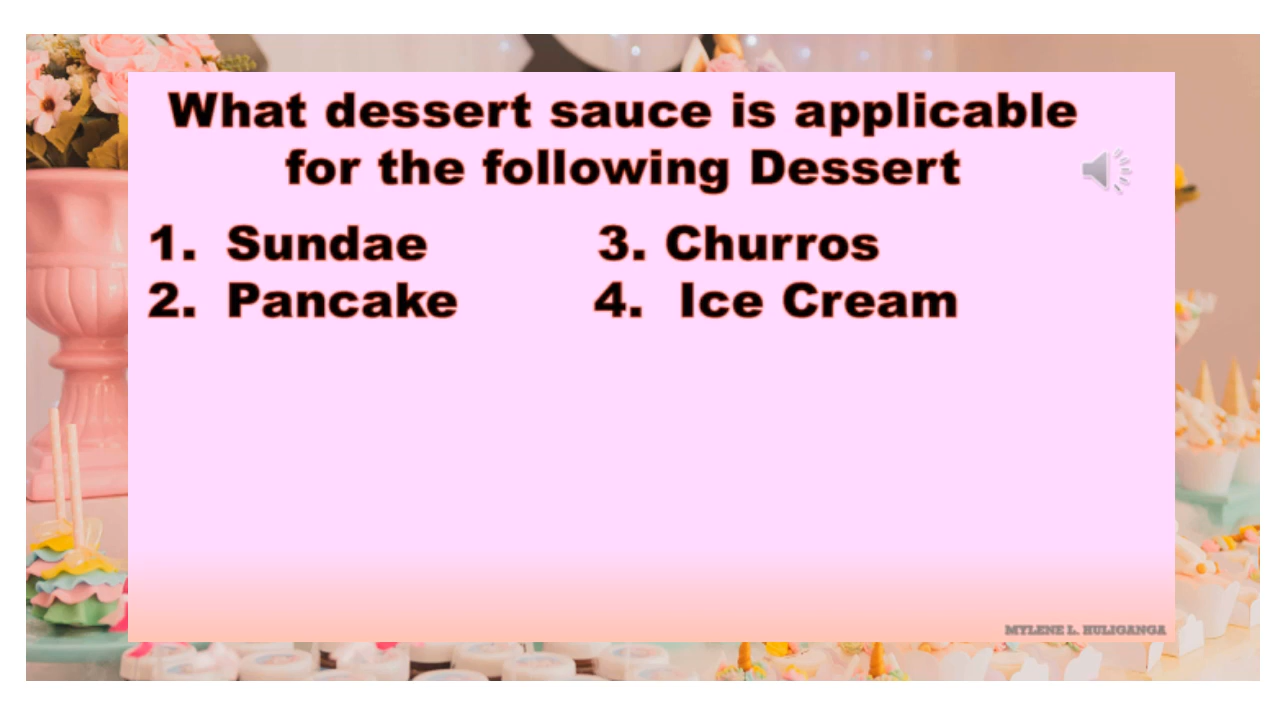 What dessert sauce is applicable
for the following Dessert
1. Sundae 3. Churros
2. Pancake 4. Ice Cream
MYLENE L. HULIGANGA